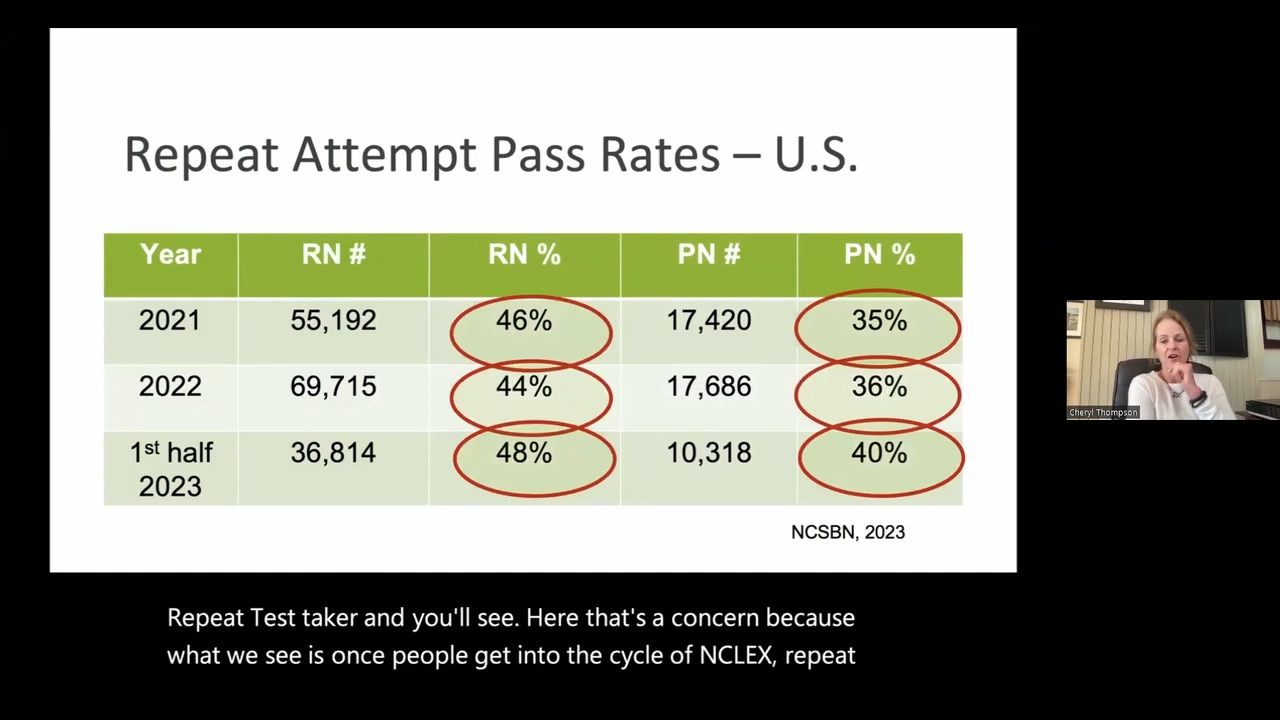 Repeat Attempt Pass Rates – U.S.
Year RN # RN % PN # PN %
2021 55,192 46% 17,420 35%
2022 69,715 44% 17,686 36%
1st half 2023 36,814 48% 10,318 40%
NCSBN, 2023
Cheryl Thompson
Repeat Test taker and you'll see. Here that's a concern because
what we see is once people get into the cycle of NCLEX, repeat